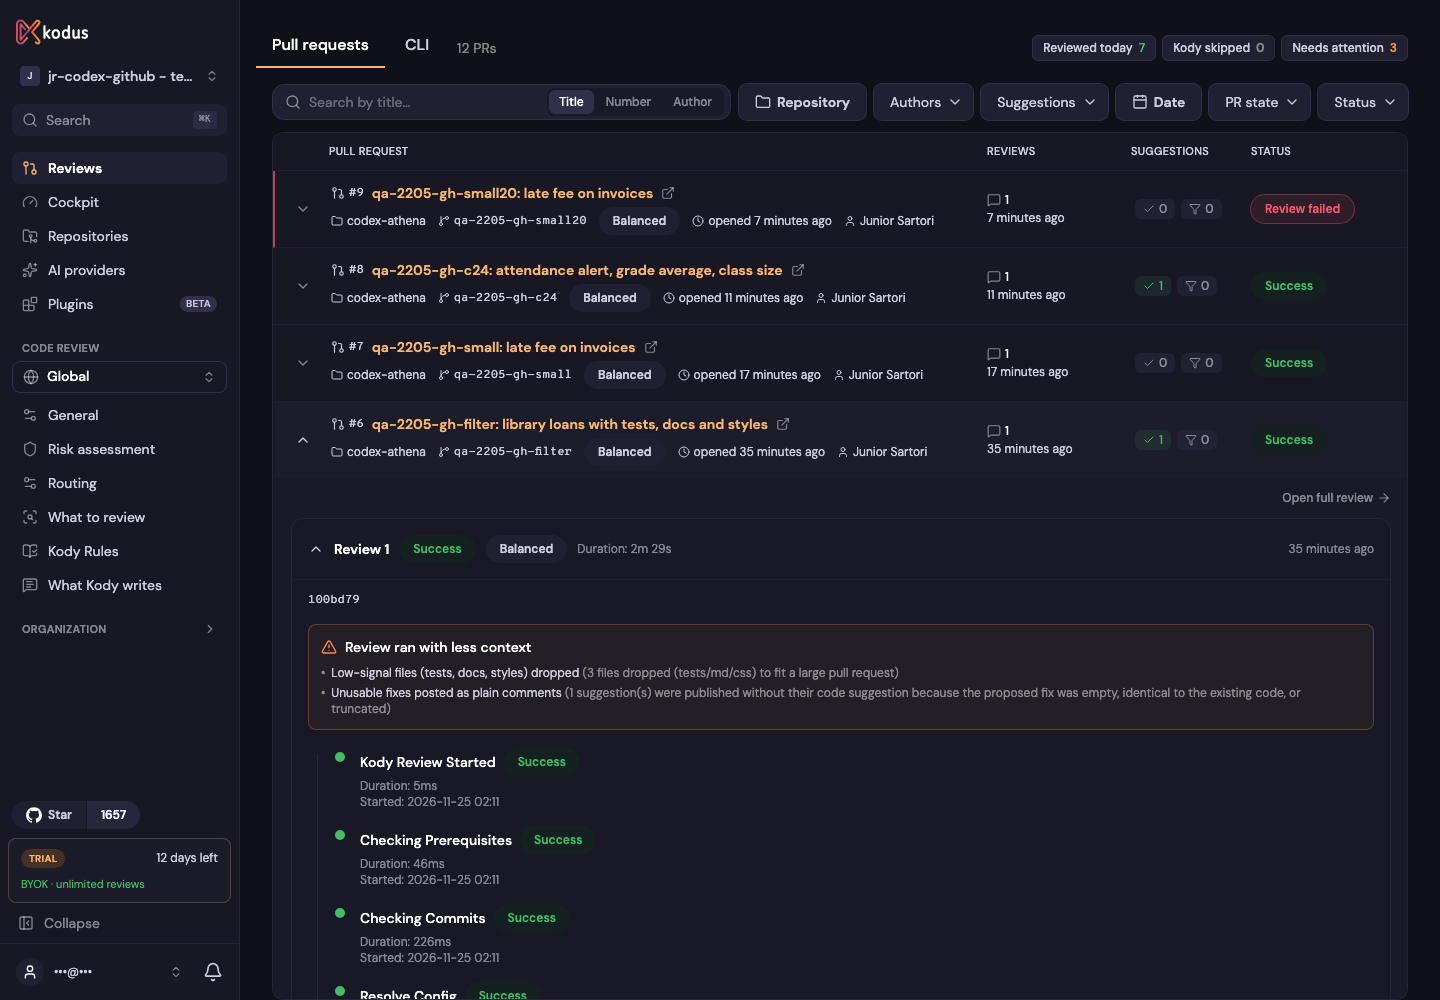 kodus
J jr-codex-github - te...
Search ⌘K
Reviews
Cockpit
Repositories
AI providers
Plugins BETA
CODE REVIEW
Global
General
Risk assessment
Routing
What to review
Kody Rules
What Kody writes
ORGANIZATION
Star 1657
TRIAL 12 days left
BYOK · unlimited reviews
Collapse
•••@•••
Pull requests CLI 12 PRs
Reviewed today 7 Kody skipped 0 Needs attention 3
Search by title... Title Number Author Repository Authors Suggestions Date PR state Status
PULL REQUEST REVIEWS SUGGESTIONS STATUS
#9 qa-2205-gh-small20: late fee on invoices
codex-athena qa-2205-gh-small20 Balanced opened 7 minutes ago Junior Sartori
1
7 minutes ago
0 0 Review failed
#8 qa-2205-gh-c24: attendance alert, grade average, class size
codex-athena qa-2205-gh-c24 Balanced opened 11 minutes ago Junior Sartori
1
11 minutes ago
1 0 Success
#7 qa-2205-gh-small: late fee on invoices
codex-athena qa-2205-gh-small Balanced opened 17 minutes ago Junior Sartori
1
17 minutes ago
0 0 Success
#6 qa-2205-gh-filter: library loans with tests, docs and styles
codex-athena qa-2205-gh-filter Balanced opened 35 minutes ago Junior Sartori
1
35 minutes ago
1 0 Success
Open full review
Review 1 Success Balanced Duration: 2m 29s 35 minutes ago
100bd79
Review ran with less context
• Low-signal files (tests, docs, styles) dropped (3 files dropped (tests/md/css) to fit a large pull request)
• Unusable fixes posted as plain comments (1 suggestion(s) were published without their code suggestion because the proposed fix was empty, identical to the existing code, or
truncated)
Kody Review Started Success
Duration: 5ms
Started: 2026-11-25 02:11
Checking Prerequisites Success
Duration: 46ms
Started: 2026-11-25 02:11
Checking Commits Success
Duration: 226ms
Started: 2026-11-25 02:11
Resolve Config Success